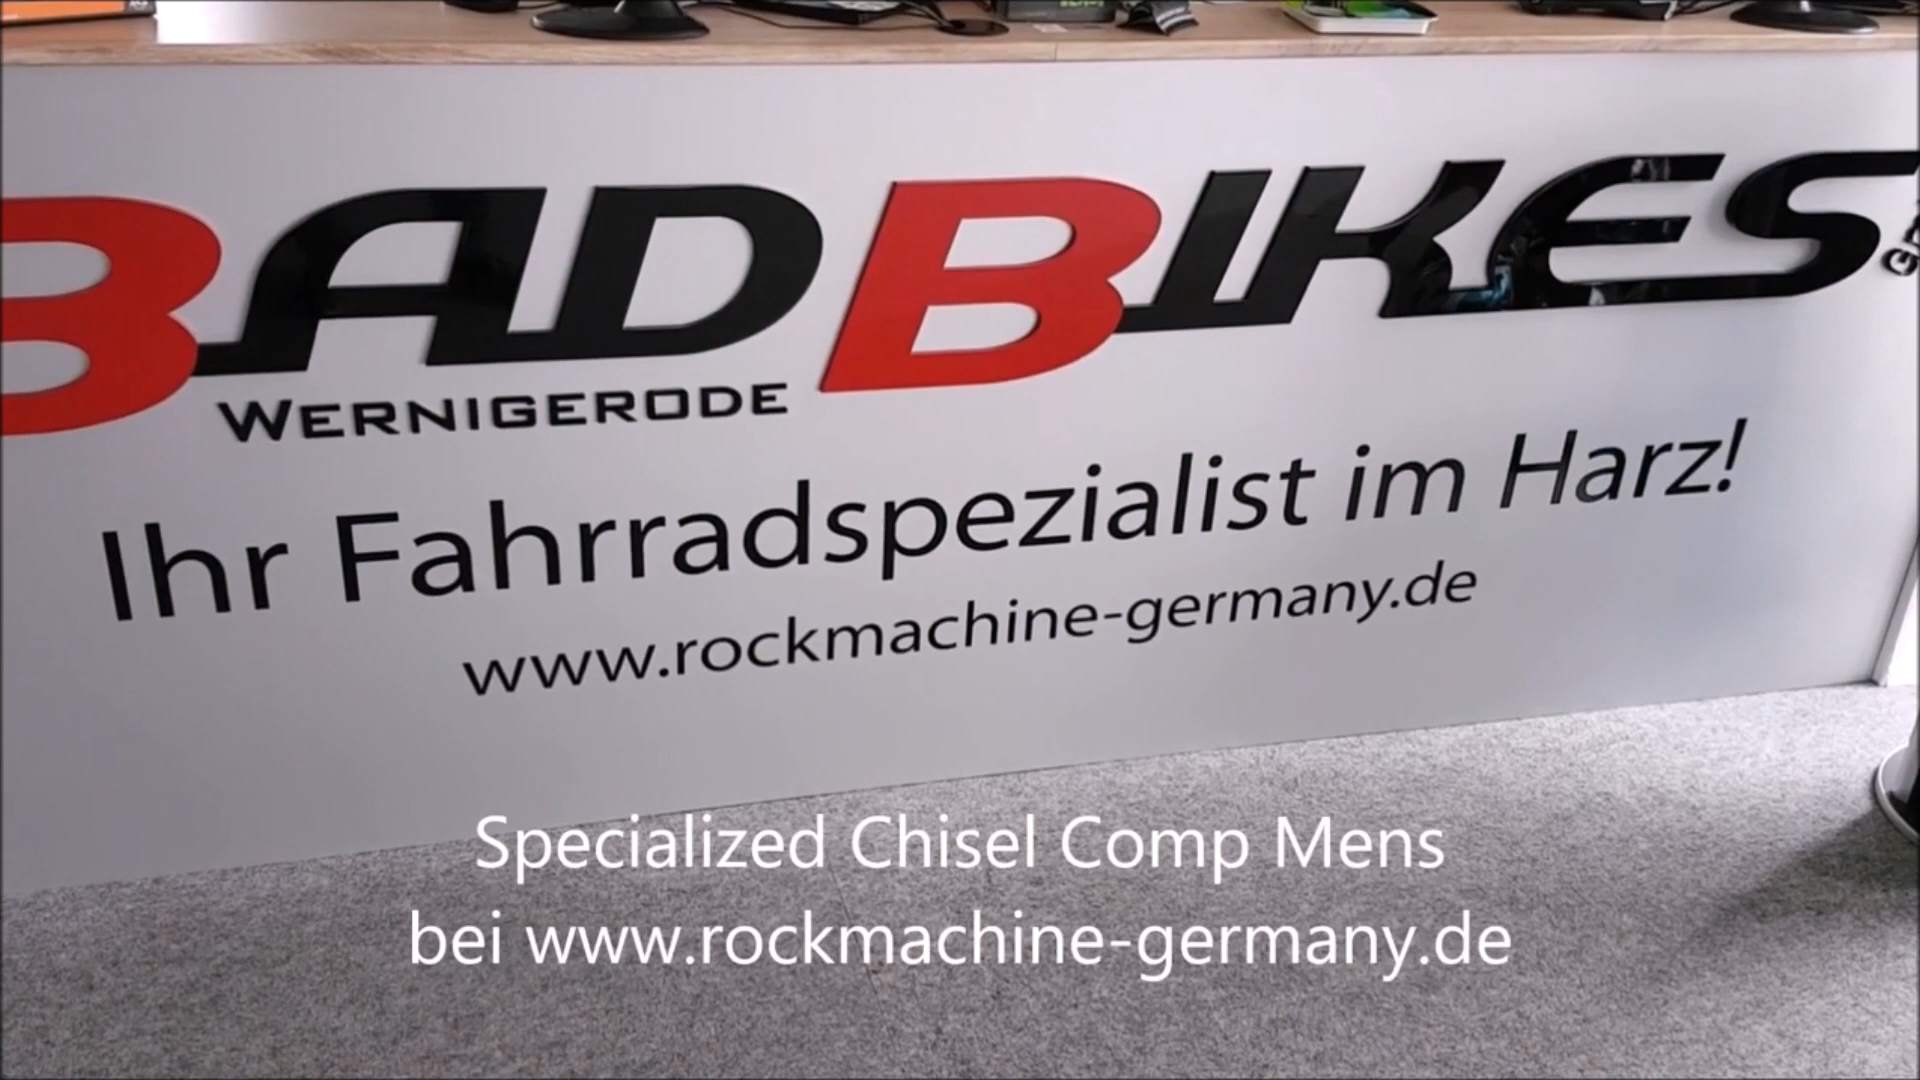 BADBIKES
WERNIGERODE
Ihr Fahrradspezialist im Harz!
www.rockmachine-germany.de
Specialized Chisel Comp Mens
bei www.rockmachine-germany.de